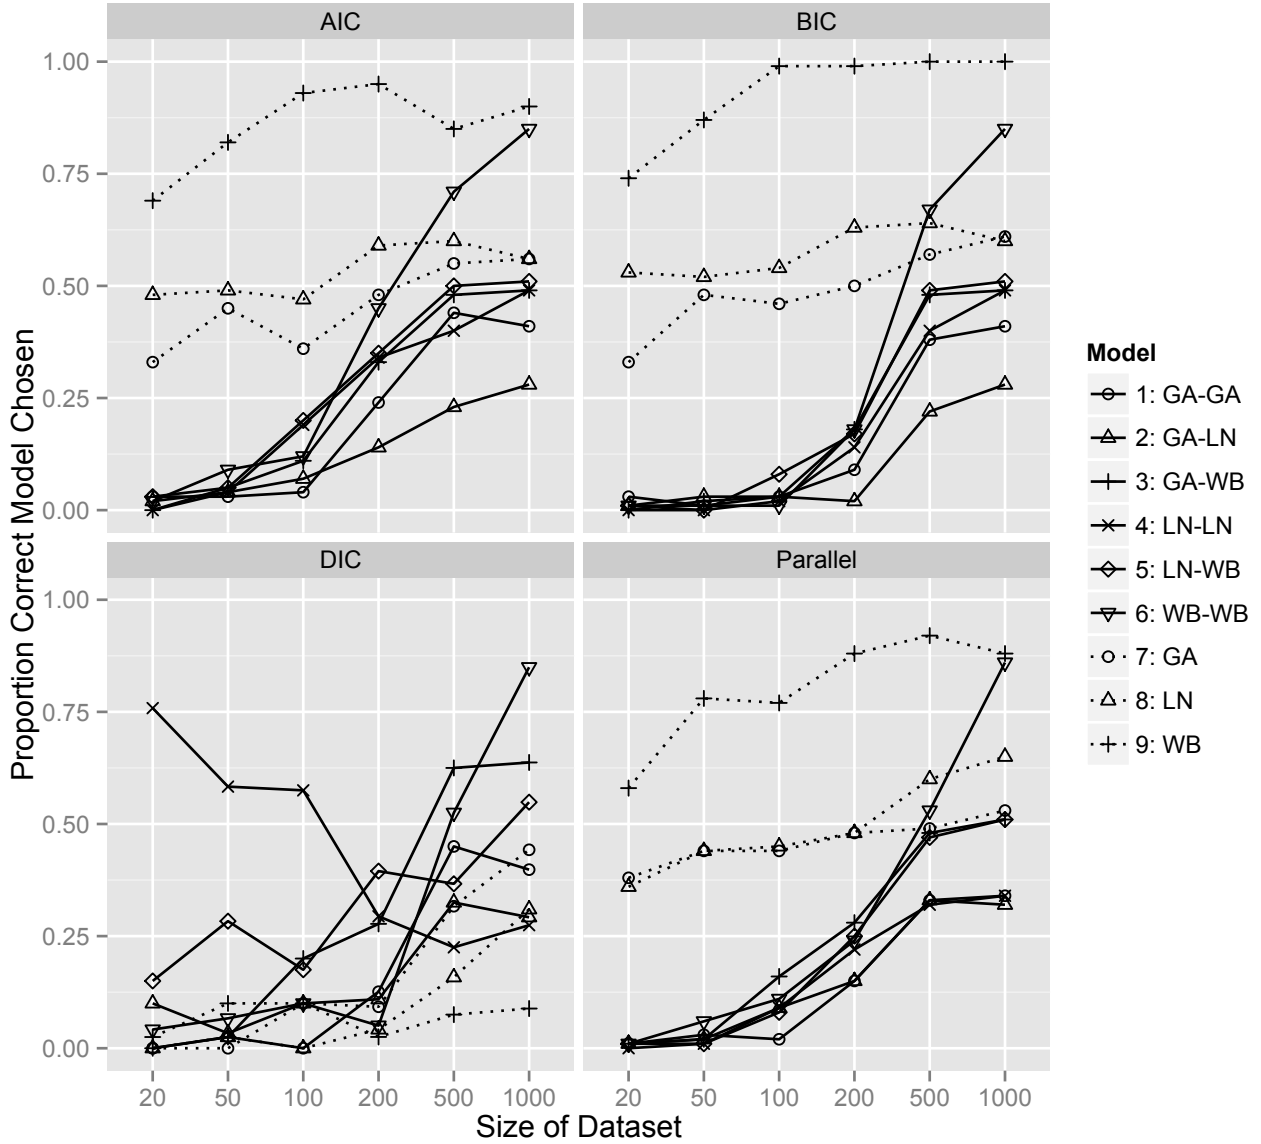 AIC
BIC
1.00
0.75
0.50
0.25
0.00
DIC
Parallel
1.00
0.75
0.50
0.25
0.00
20
50
100
200
500
1000
20
50
100
200
500
1000
Size of Dataset
Proportion Correct Model Chosen
Model
1: GA-GA
2: GA-LN
3: GA-WB
4: LN-LN
5: LN-WB
6: WB-WB
7: GA
8: LN
9: WB